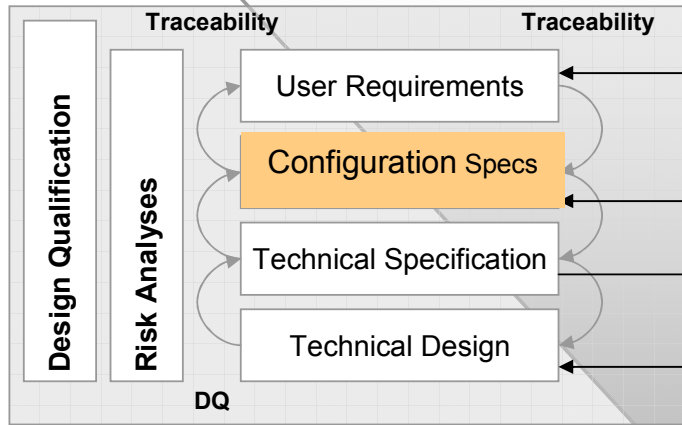 Traceability
Traceability
Design Qualification
Risk Analyses
User Requirements
Configuration Specs
Technical Specification
Technical Design
DQ